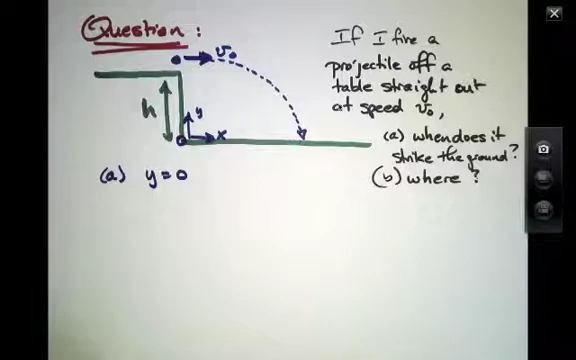 Question :
v₀
h
y
x
If I fire a
projectile off a
table straight out
at speed v₀,
(a) when does it
strike the ground?
(b) where ?
(a) y = 0